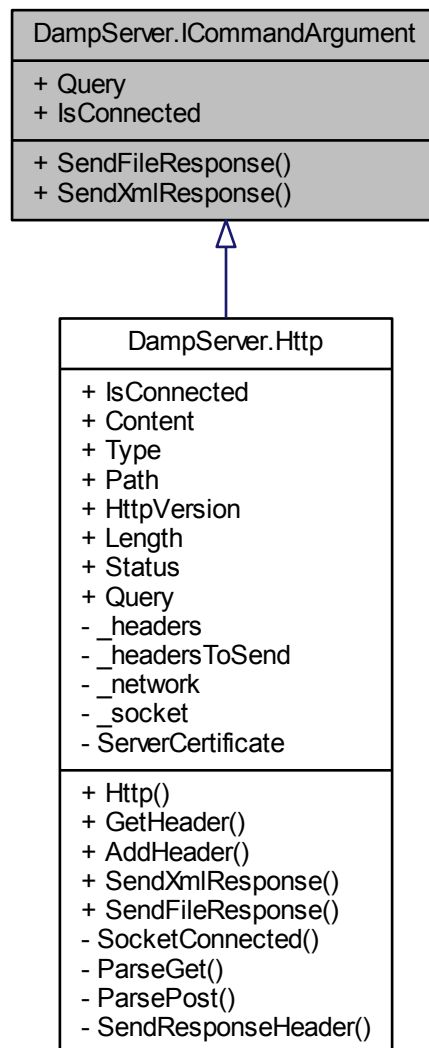 DampServer.ICommandArgument
+ Query
+ IsConnected
+ SendFileResponse()
+ SendXmlResponse()
DampServer.Http
+ IsConnected
+ Content
+ Type
+ Path
+ HttpVersion
+ Length
+ Status
+ Query
- _headers
- _headersToSend
- _network
- _socket
- ServerCertificate
+ Http()
+ GetHeader()
+ AddHeader()
+ SendXmlResponse()
+ SendFileResponse()
- SocketConnected()
- ParseGet()
- ParsePost()
- SendResponseHeader()